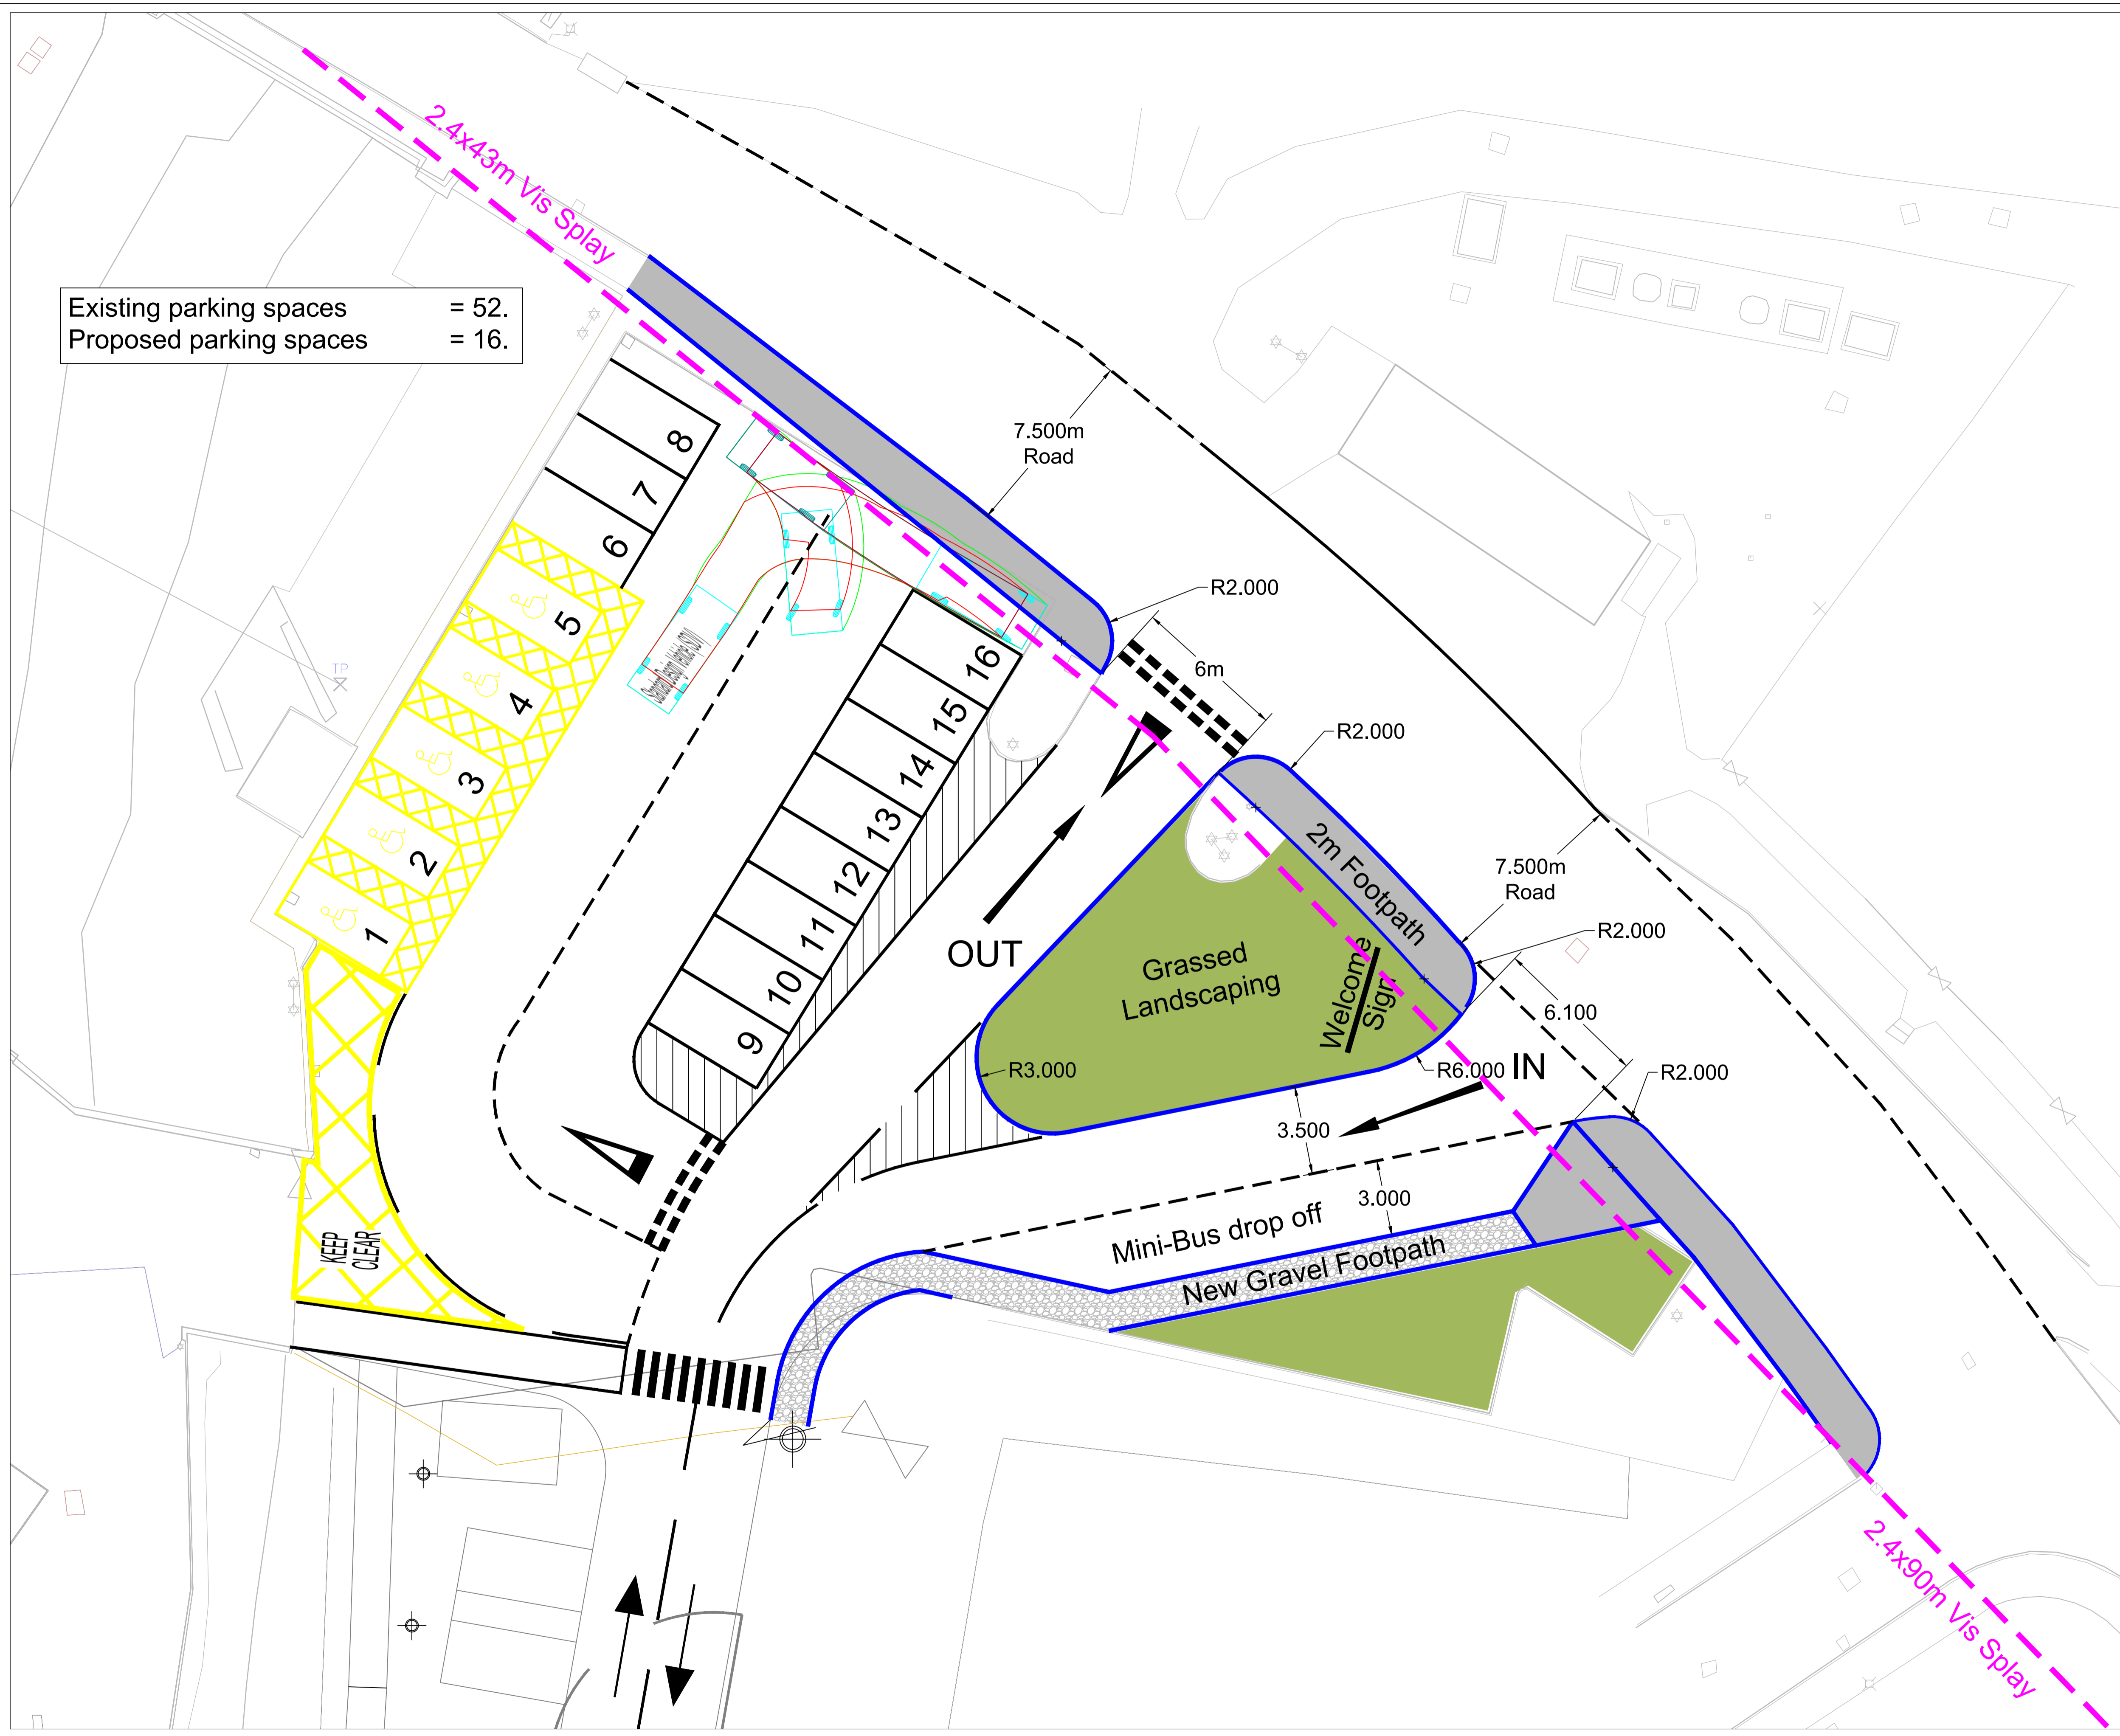 2.4x43m Vis Splay
Existing parking spaces = 52.
Proposed parking spaces = 16.
7.500m
Road
8
7
6
5
4
3
2
1
TP
R2.000
6m
R2.000
16
15
14
13
12
11
10
9
2m Footpath
7.500m
Road
R2.000
OUT
Grassed
Landscaping
Welcome
Sign
6.100
R3.000
R6.000
IN
R2.000
3.500
3.000
Mini-Bus drop off
New Gravel Footpath
KEEP
CLEAR
2.4x90m Vis Splay